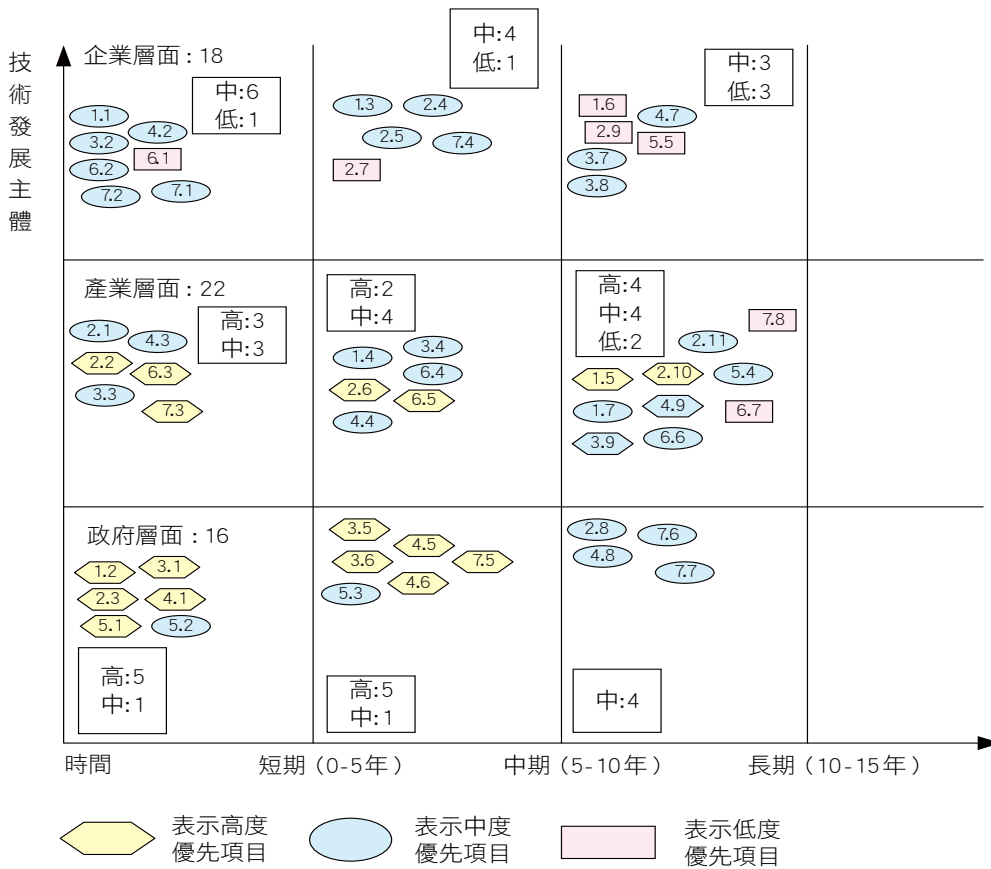 技術發展主體
企業層面:18
中:6
低:1
1.1
4.2
3.2
6.1
6.2
7.2
7.1
中:4
低:1
1.3
2.4
2.5
7.4
2.7
中:3
低:3
1.6
4.7
2.9
5.5
3.7
3.8
產業層面:22
高:3
中:3
2.1
4.3
2.2
6.3
3.3
7.3
高:2
中:4
1.4
3.4
6.4
2.6
6.5
4.4
高:4
中:4
低:2
7.8
2.11
1.5
2.10
5.4
1.7
4.9
6.7
3.9
6.6
政府層面:16
1.2
3.1
2.3
4.1
5.1
5.2
高:5
中:1
3.5
4.5
3.6
7.5
4.6
5.3
高:5
中:1
2.8
7.6
4.8
7.7
中:4
時間
短期(0-5年)
中期(5-10年)
長期(10-15年)
表示高度
優先項目
表示中度
優先項目
表示低度
優先項目